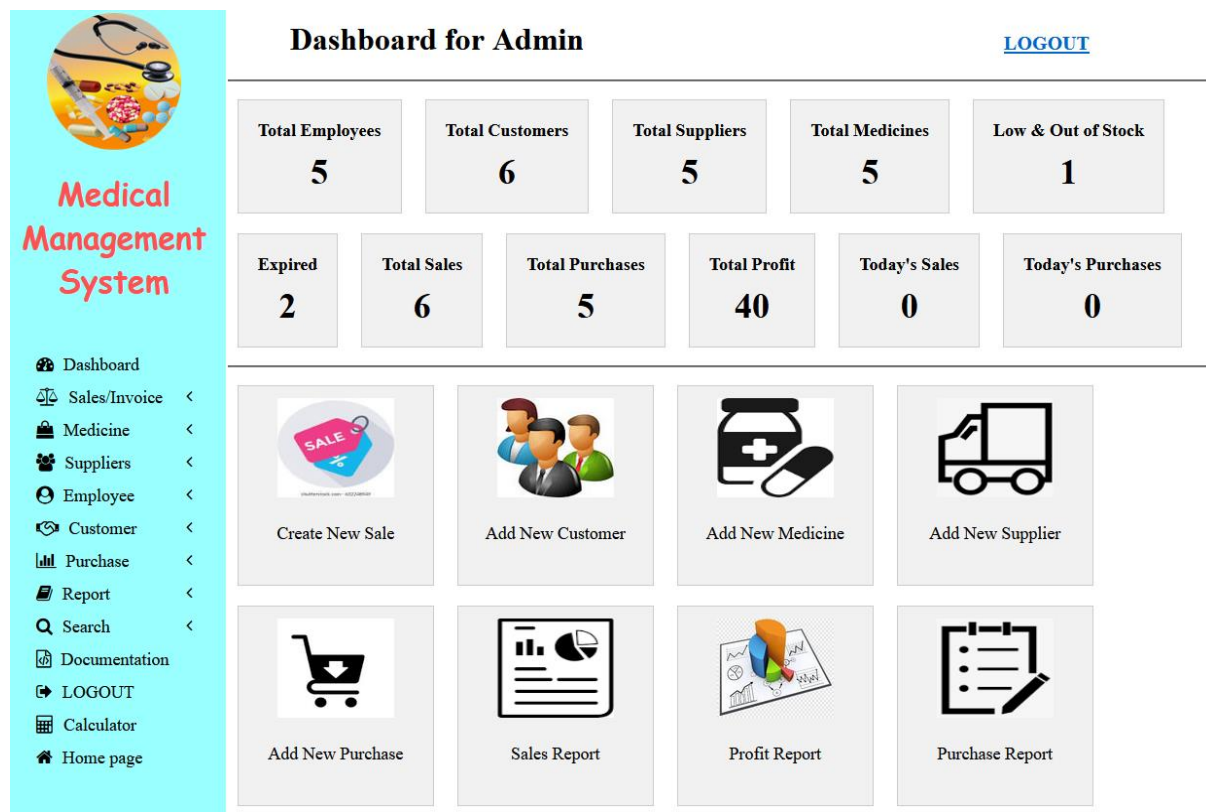 Dashboard for Admin
LOGOUT
Medical
Management
System
Dashboard
Sales/Invoice
Medicine
Suppliers
Employee
Customer
Purchase
Report
Search
Documentation
LOGOUT
Calculator
Home page
Total Employees
5
Total Customers
6
Total Suppliers
5
Total Medicines
5
Low & Out of Stock
1
Expired
2
Total Sales
6
Total Purchases
5
Total Profit
40
Today's Sales
0
Today's Purchases
0
SALE
%
Create New Sale
Add New Customer
Add New Medicine
Add New Supplier
Add New Purchase
Sales Report
Profit Report
Purchase Report